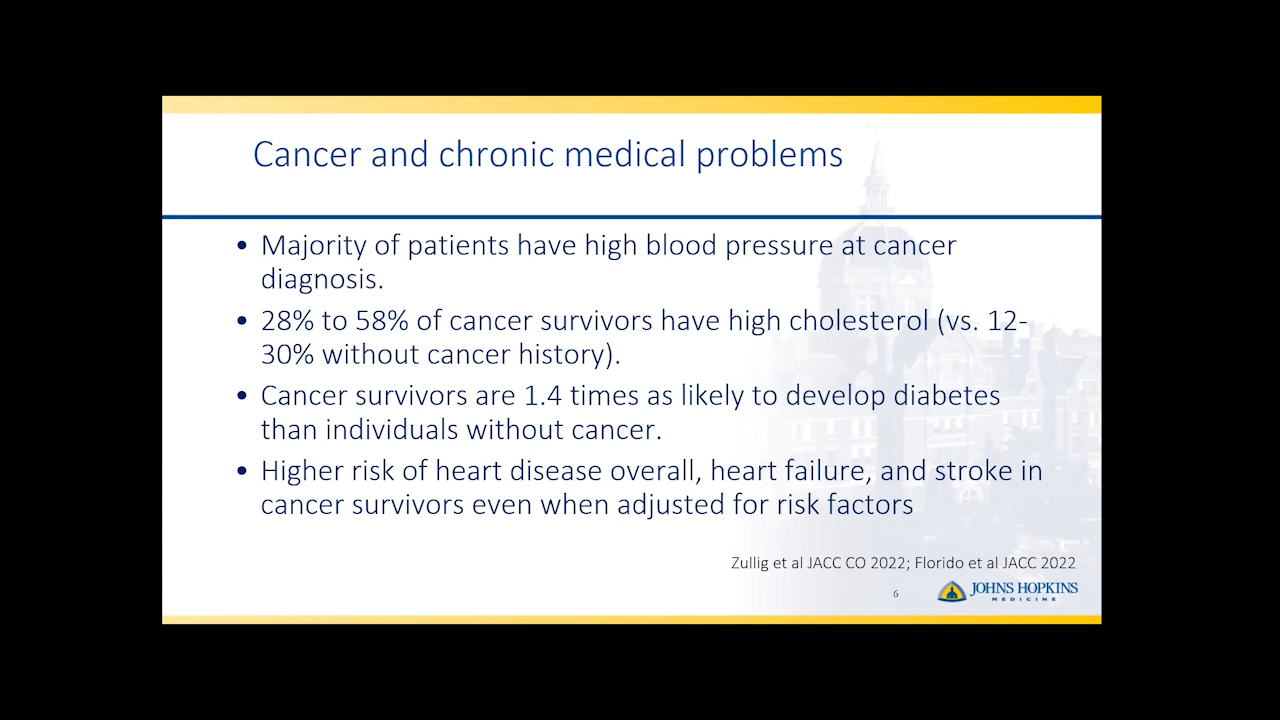 Cancer and chronic medical problems
• Majority of patients have high blood pressure at cancer
diagnosis.
• 28% to 58% of cancer survivors have high cholesterol (vs. 12-
30% without cancer history).
• Cancer survivors are 1.4 times as likely to develop diabetes
than individuals without cancer.
• Higher risk of heart disease overall, heart failure, and stroke in
cancer survivors even when adjusted for risk factors
Zullig et al JACC CO 2022; Florido et al JACC 2022
6
JOHNS HOPKINS
MEDICINE